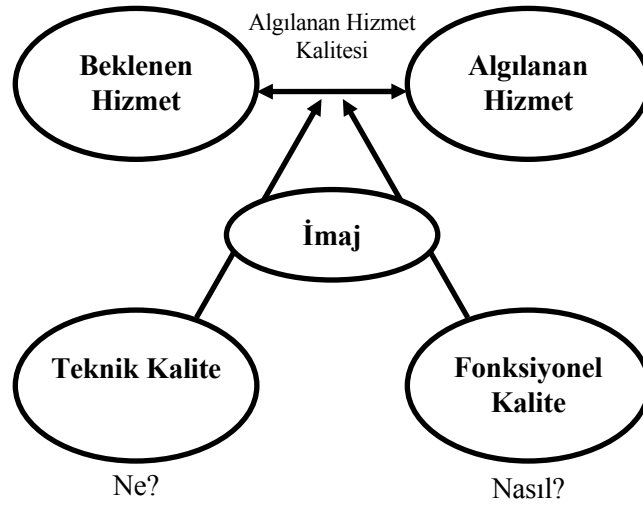 Algılanan Hizmet
Kalitesi
Beklenen
Hizmet
Algılanan
Hizmet
İmaj
Teknik Kalite
Fonksiyonel
Kalite
Ne?
Nasıl?